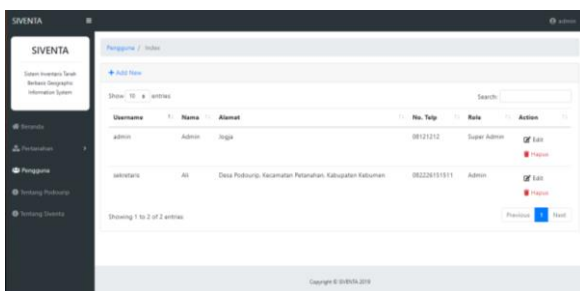 SIVENTA
admin
SIVENTA
Sistem Inventaris Tanah
Berbasis Geographic
Information System
Pengguna / Index
+ Add New
Show 10 entries
Search:
Username Nama Alamat No. Telp Role Action
admin Admin Jogja 08121212 Super Admin Edit
Hapus
sekretaris Ali Desa Podourip, Kecamatan Petanahan, Kabupaten Kebumen Admin Edit
Hapus
Showing 1 to 2 of 2 entries
Previous 1 Next
Beranda
Pertanahan
Pengguna
Tentang Podourip
Tentang Siventa
Copyright © SIVENTA 2019